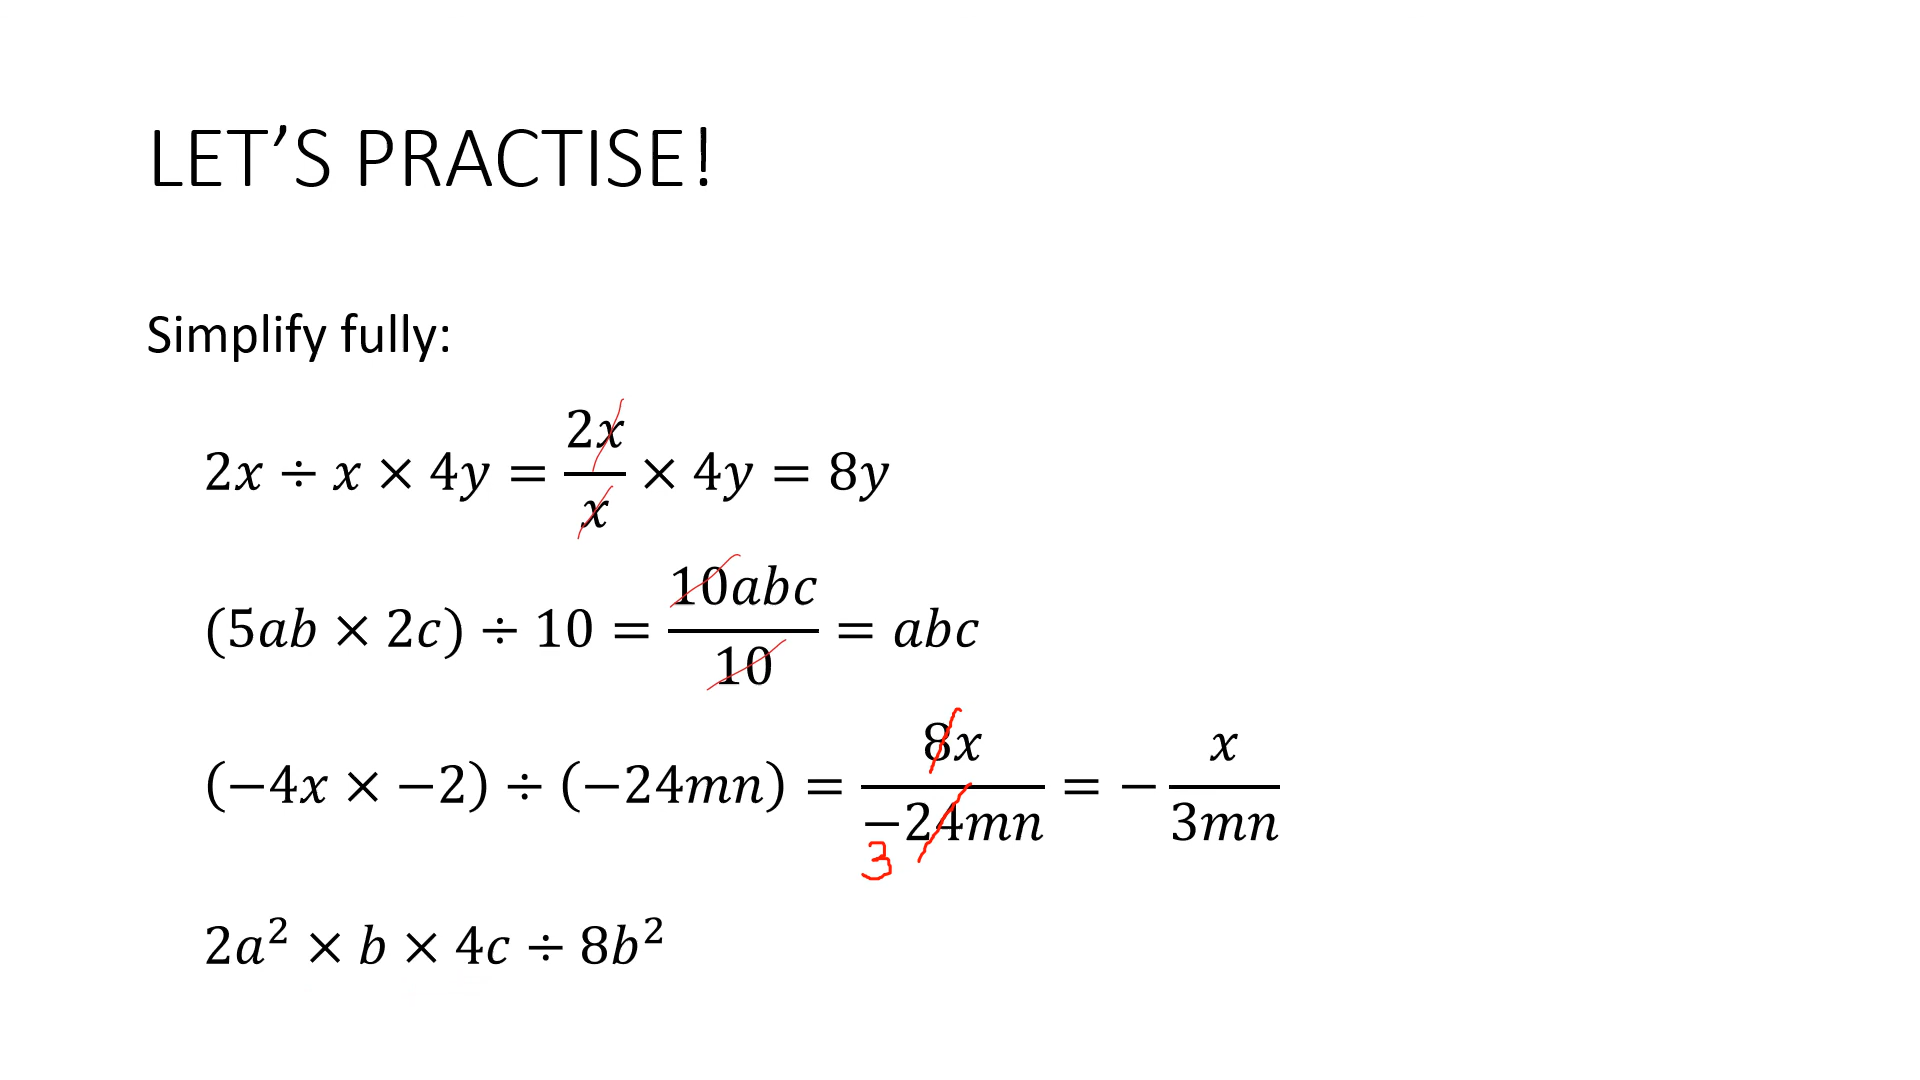 LET'S PRACTISE!
Simplify fully:
2x ÷ x × 4y = 2x/x × 4y = 8y
(5ab × 2c) ÷ 10 = 10abc/10 = abc
(−4x × −2) ÷ (−24mn) = 8x/−24mn = − x/3mn
3
2a² × b × 4c ÷ 8b²